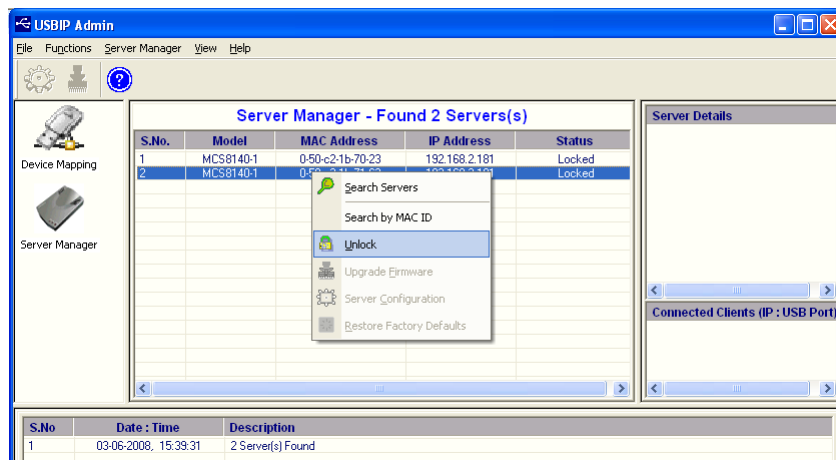 USBIP Admin
File Functions Server Manager View Help
Device Mapping
Server Manager
Server Manager - Found 2 Servers(s)
S.No. Model MAC Address IP Address Status
1 MCS8140-1 0-50-c2-1b-70-23 192.168.2.181 Locked
2 MCS8140-1 192.168.2.181 Locked
Search Servers
Search by MAC ID
Unlock
Upgrade Firmware
Server Configuration
Restore Factory Defaults
Server Details
Connected Clients (IP : USB Port)
S.No Date : Time Description
1 03-06-2008, 15:39:31 2 Server(s) Found